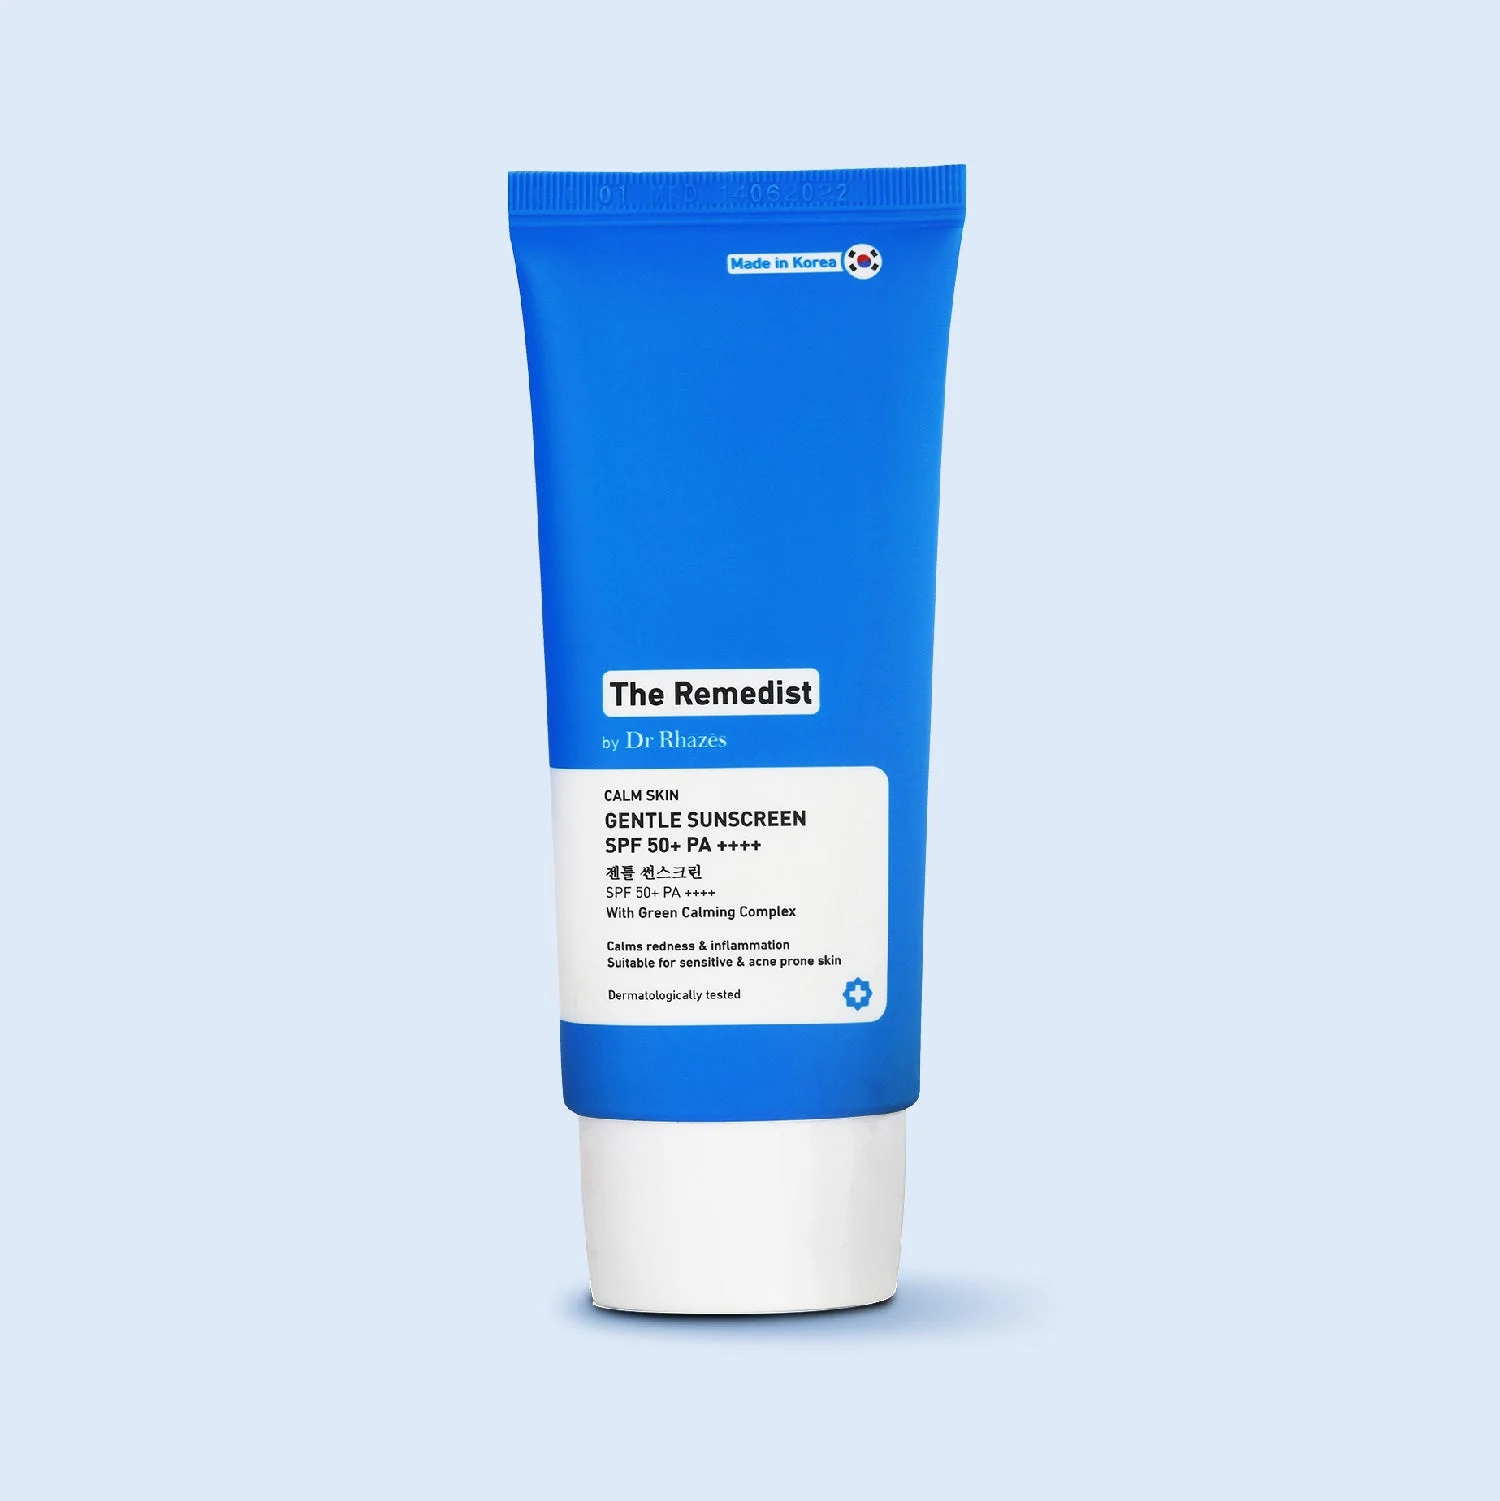 01 MFD 14062022
Made in Korea
The Remedist
by Dr Rhazes
CALM SKIN
GENTLE SUNSCREEN
SPF 50+ PA ++++
젠틀 썬스크린
SPF 50+ PA ++++
With Green Calming Complex
Calms redness & inflammation
Suitable for sensitive & acne prone skin
Dermatologically tested